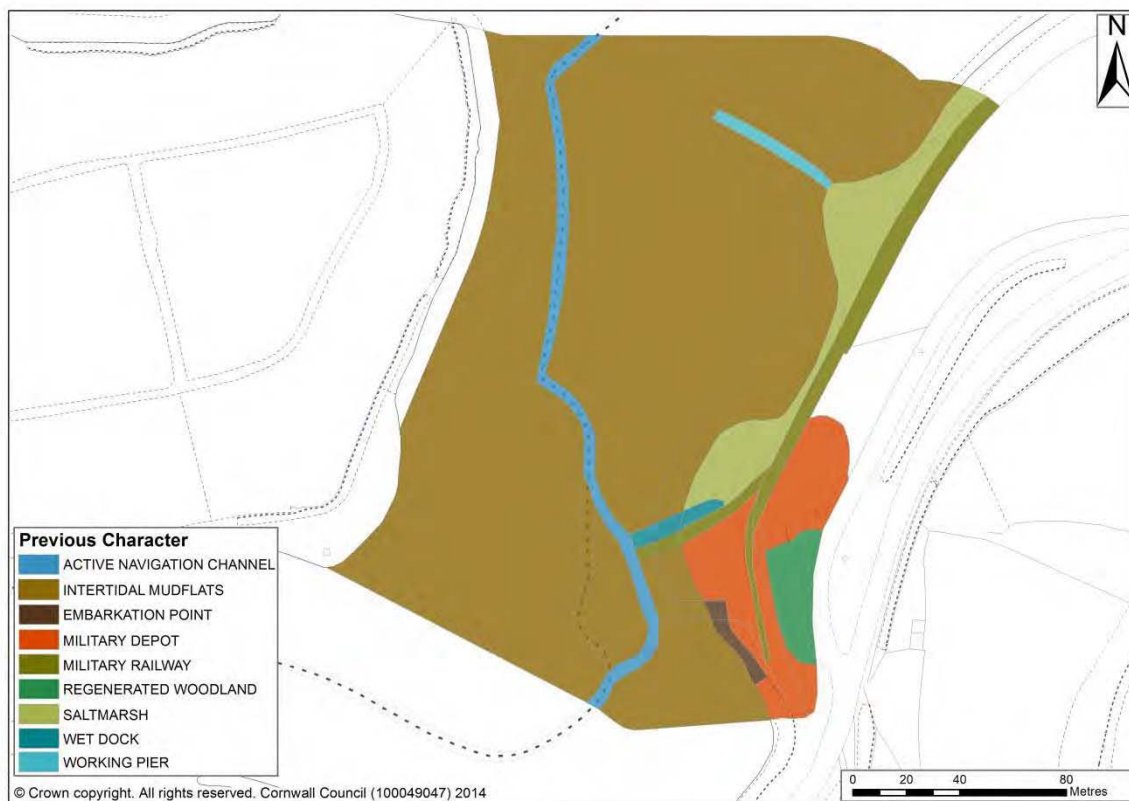 N
Previous Character
ACTIVE NAVIGATION CHANNEL
INTERTIDAL MUDFLATS
EMBARKATION POINT
MILITARY DEPOT
MILITARY RAILWAY
REGENERATED WOODLAND
SALTMARSH
WET DOCK
WORKING PIER
0 20 40 80
Metres
© Crown copyright. All rights reserved. Cornwall Council (100049047) 2014